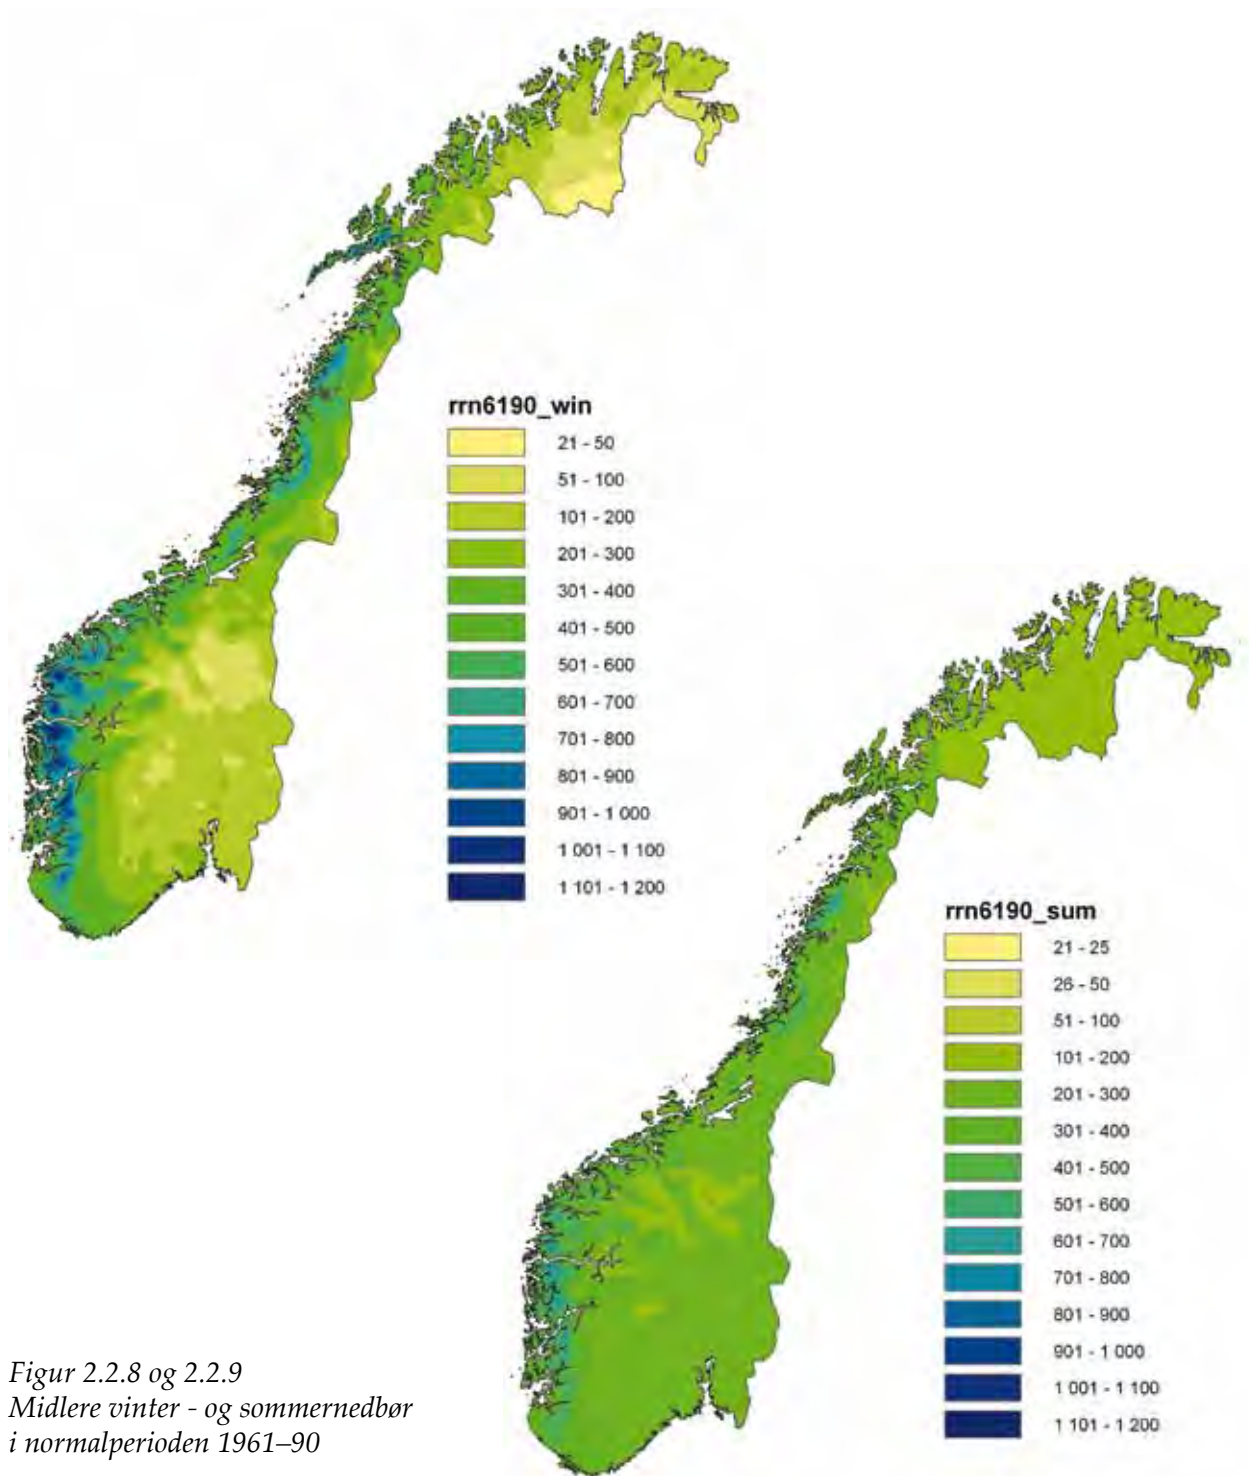 rrn6190_win
21 - 50
51 - 100
101 - 200
201 - 300
301 - 400
401 - 500
501 - 600
601 - 700
701 - 800
801 - 900
901 - 1 000
1 001 - 1 100
1 101 - 1 200
rrn6190_sum
21 - 25
26 - 50
51 - 100
101 - 200
201 - 300
301 - 400
401 - 500
501 - 600
601 - 700
701 - 800
801 - 900
901 - 1 000
1 001 - 1 100
1 101 - 1 200
Figur 2.2.8 og 2.2.9
Midlere vinter - og sommernedbør
i normalperioden 1961–90